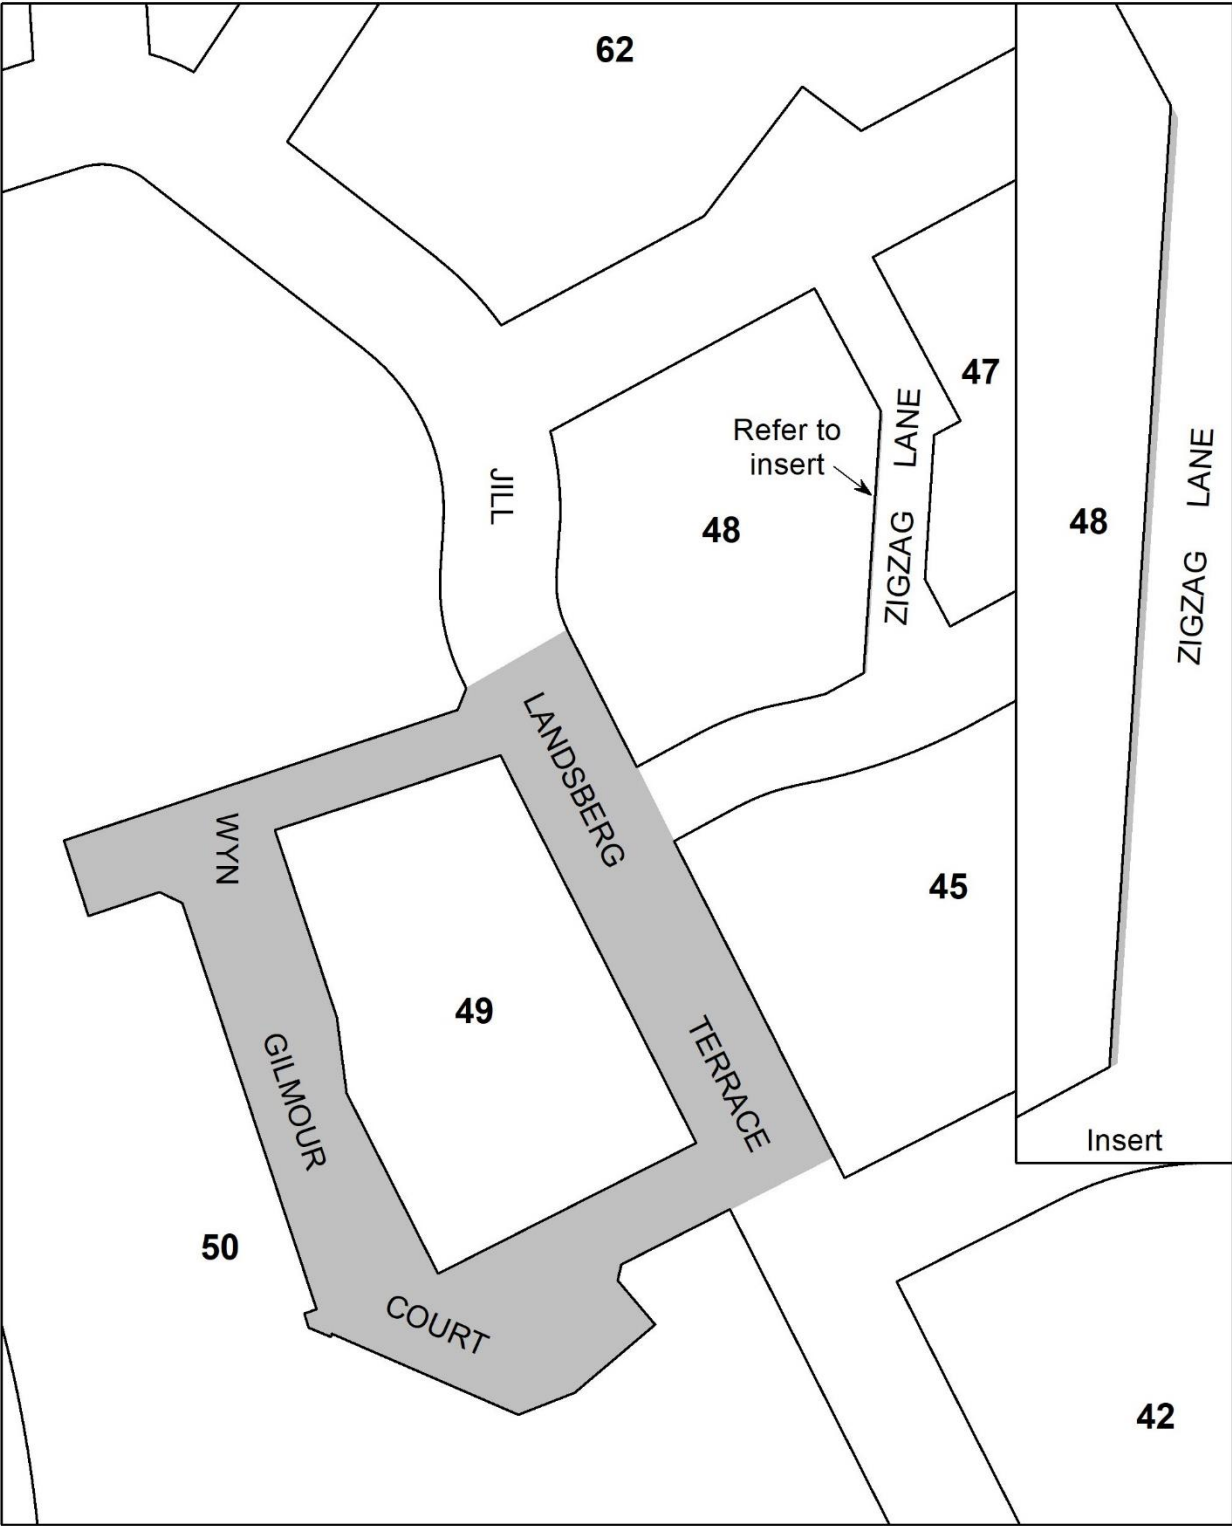 62
47
Refer to
insert
ZIGZAG LANE
JILL
48
48
ZIGZAG LANE
LANDSBERG
WYN
45
49
TERRACE
GILMOUR
Insert
50
COURT
42